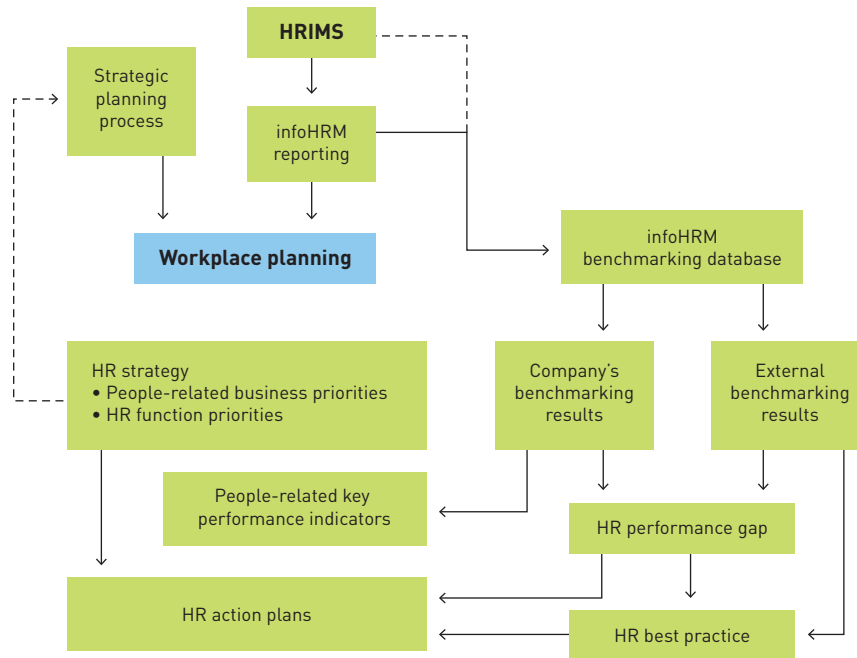 HRIMS
Strategic
planning
process
infoHRM
reporting
Workplace planning
infoHRM
benchmarking database
HR strategy
• People-related business priorities
• HR function priorities
Company’s
benchmarking
results
External
benchmarking
results
People-related key
performance indicators
HR performance gap
HR action plans
HR best practice